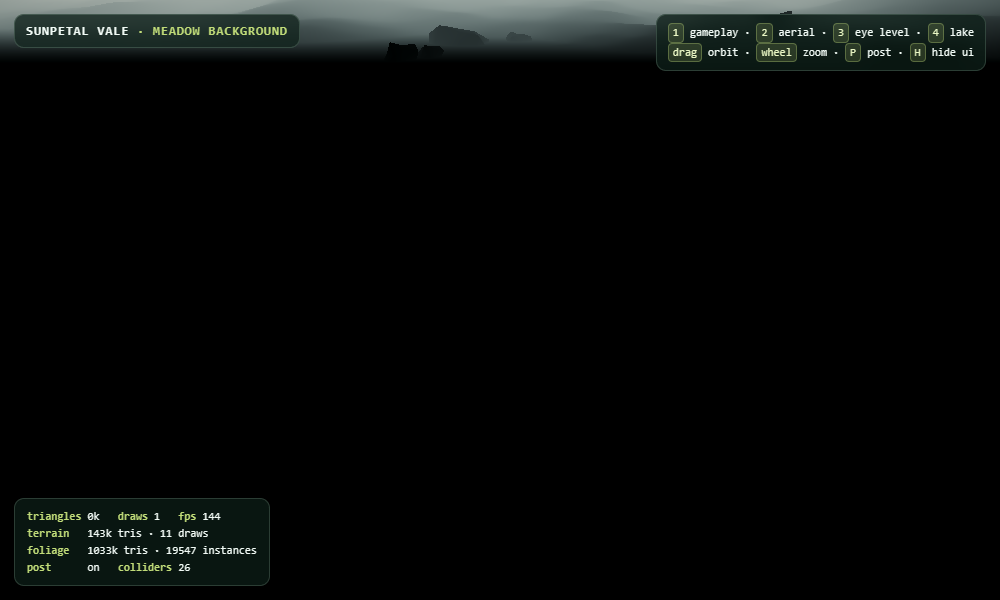 SUNPETAL VALE · MEADOW BACKGROUND
1 gameplay · 2 aerial · 3 eye level · 4 lake
drag orbit · wheel zoom · P post · H hide ui
triangles 0k draws 1 fps 144
terrain 143k tris · 11 draws
foliage 1033k tris · 19547 instances
post on colliders 26